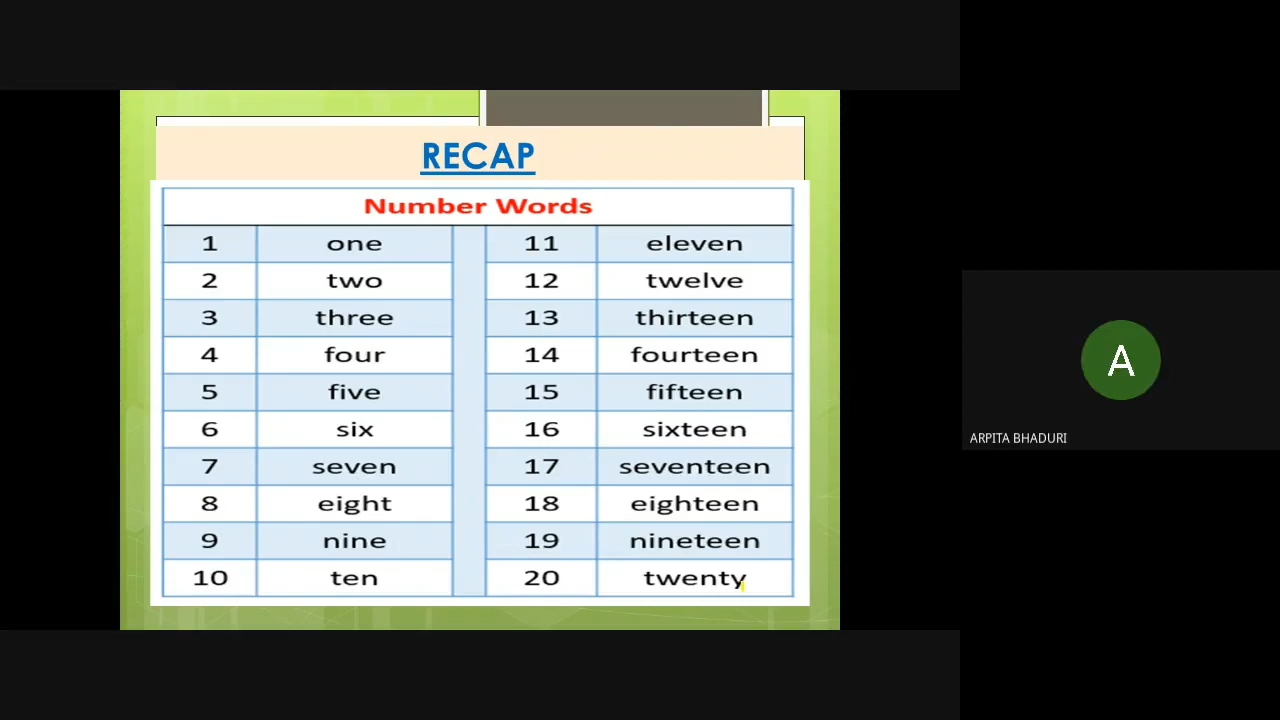 RECAP
Number Words
1 one 11 eleven
2 two 12 twelve
3 three 13 thirteen
4 four 14 fourteen
5 five 15 fifteen
6 six 16 sixteen
7 seven 17 seventeen
8 eight 18 eighteen
9 nine 19 nineteen
10 ten 20 twenty
A
ARPITA BHADURI